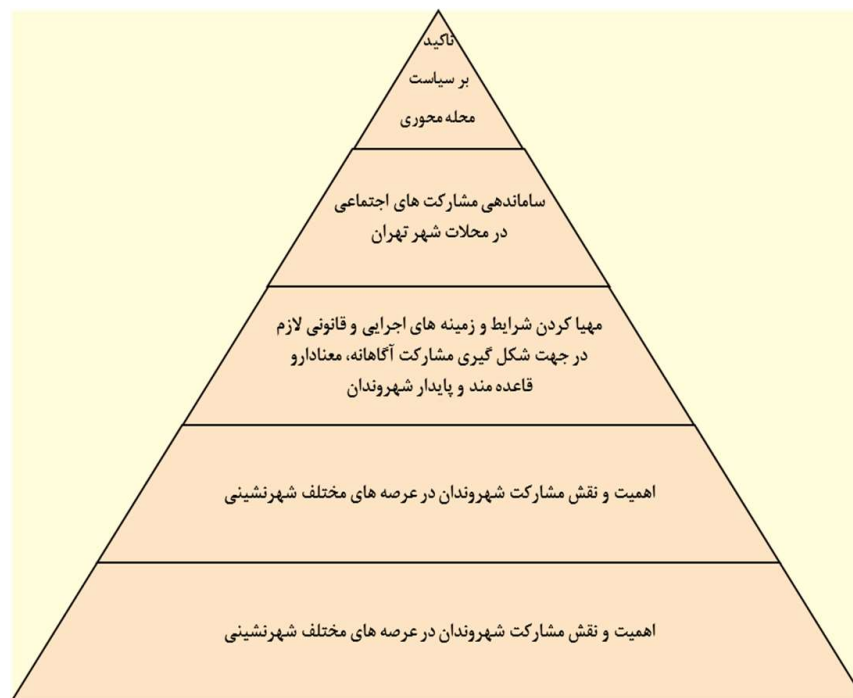 تاکید
بر سیاست
محله محوری
ساماندهی مشارکت های اجتماعی
در محلات شهر تهران
مهیا کردن شرایط و زمینه های اجرایی و قانونی لازم
در جهت شکل گیری مشارکت آگاهانه، معنادارو
قاعده مند و پایدار شهروندان
اهمیت و نقش مشارکت شهروندان در عرصه های مختلف شهرنشینی
اهمیت و نقش مشارکت شهروندان در عرصه های مختلف شهرنشینی